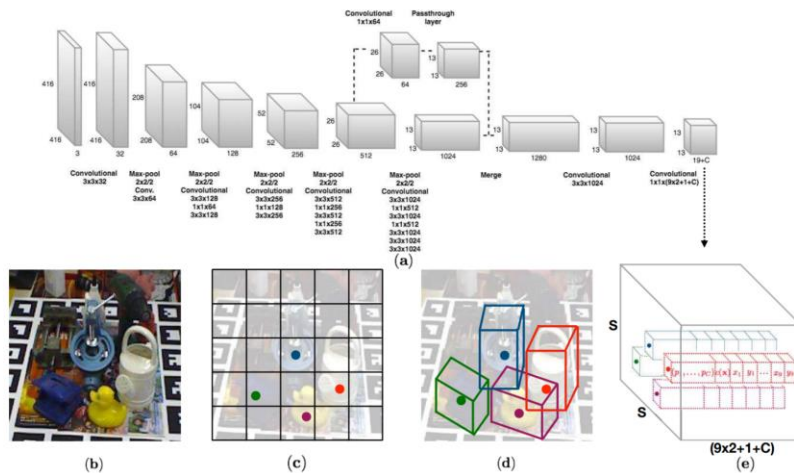 Convolutional
1x1x64
Passthrough
layer
26
26
64
13
13
256
416
416
3
416
416
32
208
208
64
104
104
128
52
52
256
26
26
512
13
13
1024
13
13
1280
13
13
1024
13
13
19+C
Convolutional
3x3x32
Max-pool
2x2/2
Conv.
3x3x64
Max-pool
2x2/2
Convolutional
3x3x128
1x1x64
3x3x128
Max-pool
2x2/2
Convolutional
3x3x256
1x1x128
3x3x256
Max-pool
2x2/2
Convolutional
3x3x512
1x1x256
3x3x512
1x1x256
3x3x512
Max-pool
2x2/2
Convolutional
3x3x1024
1x1x512
3x3x1024
1x1x512
3x3x1024
3x3x1024
3x3x1024
Merge
Convolutional
3x3x1024
Convolutional
1x1x(9x2+1+C)
(a)
S
S
(9x2+1+C)
(b)
(c)
(d)
(e)